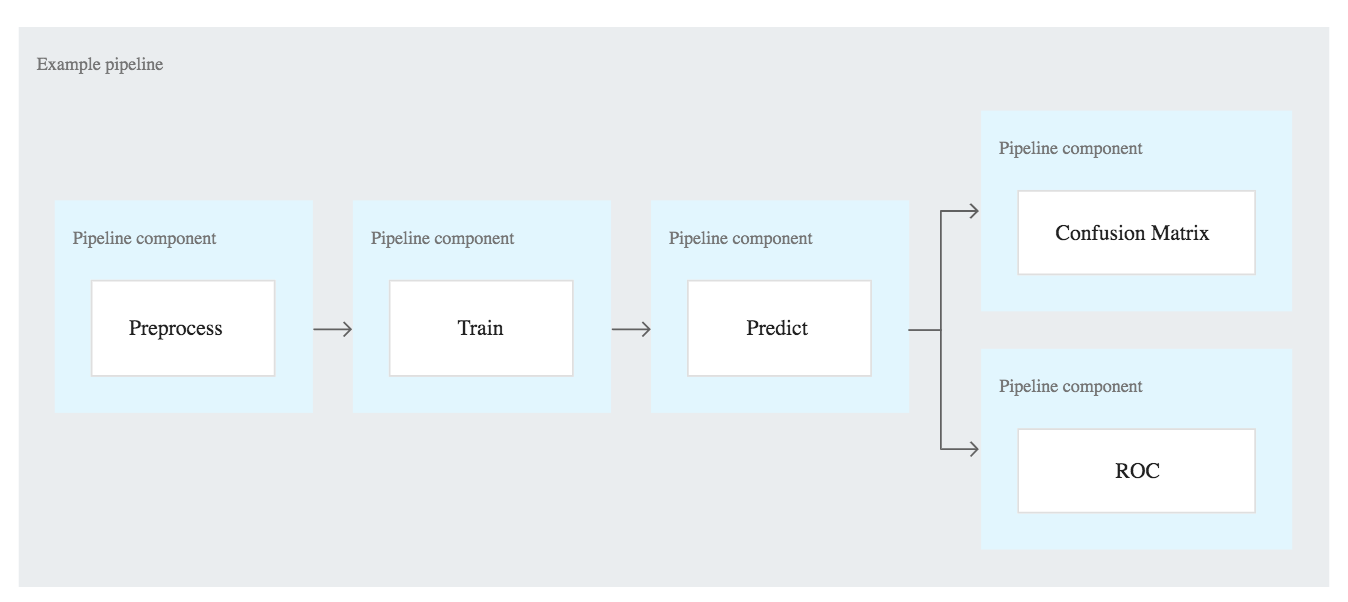 Example pipeline
Pipeline component
Preprocess
Pipeline component
Train
Pipeline component
Predict
Pipeline component
Confusion Matrix
Pipeline component
ROC